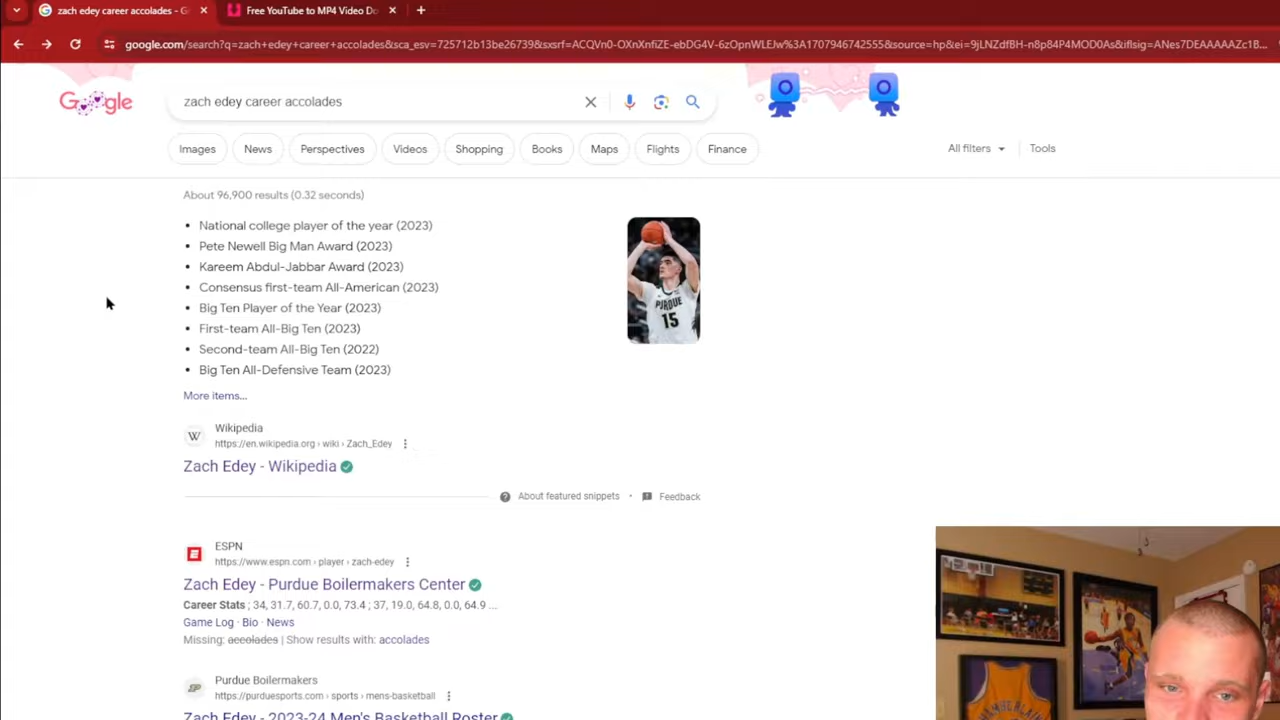 zach edey career accolades - G
Free YouTube to MP4 Video Do
google.com/search?q=zach+edey+career+accolades&sca_esv=725712b13be26739&sxsrf=ACQVn0-OXnXnfiZE-ebDG4V-6zOpnWLEJw%3A1707946742555&source=hp&ei=9jLNZdfBH-n8p84P4MOD0As&iflsig=ANes7DEAAAAAZc1B...
Google
zach edey career accolades
Images
News
Perspectives
Videos
Shopping
Books
Maps
Flights
Finance
All filters
Tools
About 96,900 results (0.32 seconds)
• National college player of the year (2023)
• Pete Newell Big Man Award (2023)
• Kareem Abdul-Jabbar Award (2023)
• Consensus first-team All-American (2023)
• Big Ten Player of the Year (2023)
• First-team All-Big Ten (2023)
• Second-team All-Big Ten (2022)
• Big Ten All-Defensive Team (2023)
PURDUE
15
More items...
W
Wikipedia
https://en.wikipedia.org › wiki › Zach_Edey
Zach Edey - Wikipedia
About featured snippets • Feedback
ESPN
https://www.espn.com › player › zach-edey
Zach Edey - Purdue Boilermakers Center
Career Stats ; 34, 31.7, 60.7, 0.0, 73.4 ; 37, 19.0, 64.8, 0.0, 64.9 ...
Game Log · Bio · News
Missing: accolades | Show results with: accolades
Purdue Boilermakers
https://purduesports.com › sports › mens-basketball
Zach Edey - 2023-24 Men's Basketball Roster